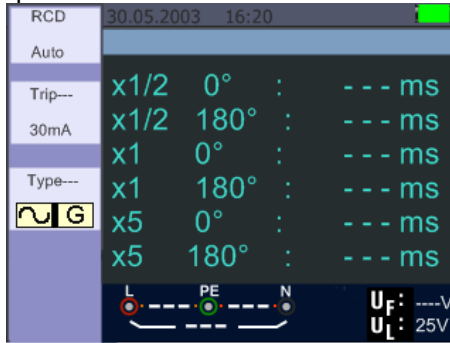 RCD
30.05.2003 16:20
Auto
Trip---
30mA
Type---
G
x1/2 0° : - - - ms
x1/2 180° : - - - ms
x1 0° : - - - ms
x1 180° : - - - ms
x5 0° : - - - ms
x5 180° : - - - ms
L PE N
UF: ----V
UL: 25V